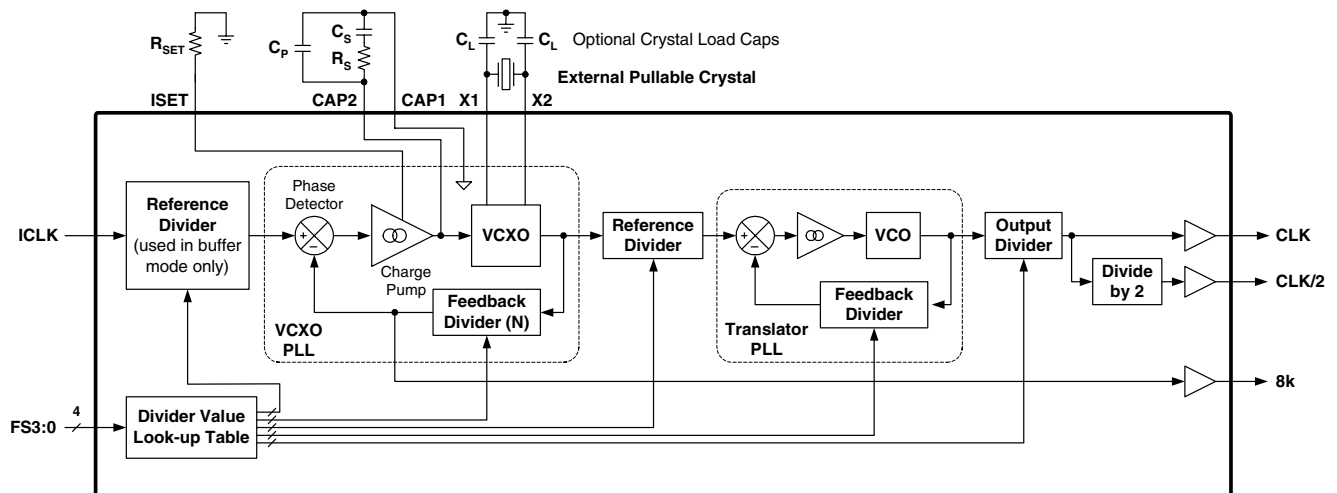 RSET
CP
CS
RS
CL
CL
Optional Crystal Load Caps
External Pullable Crystal
ISET
CAP2
CAP1
X1
X2
ICLK
Reference
Divider
(used in buffer
mode only)
Phase
Detector
+
−
Charge
Pump
VCXO
Feedback
Divider (N)
VCXO
PLL
Reference
Divider
+
−
VCO
Feedback
Divider
Translator
PLL
Output
Divider
Divide
by 2
CLK
CLK/2
8k
FS3:0
4
Divider Value
Look-up Table